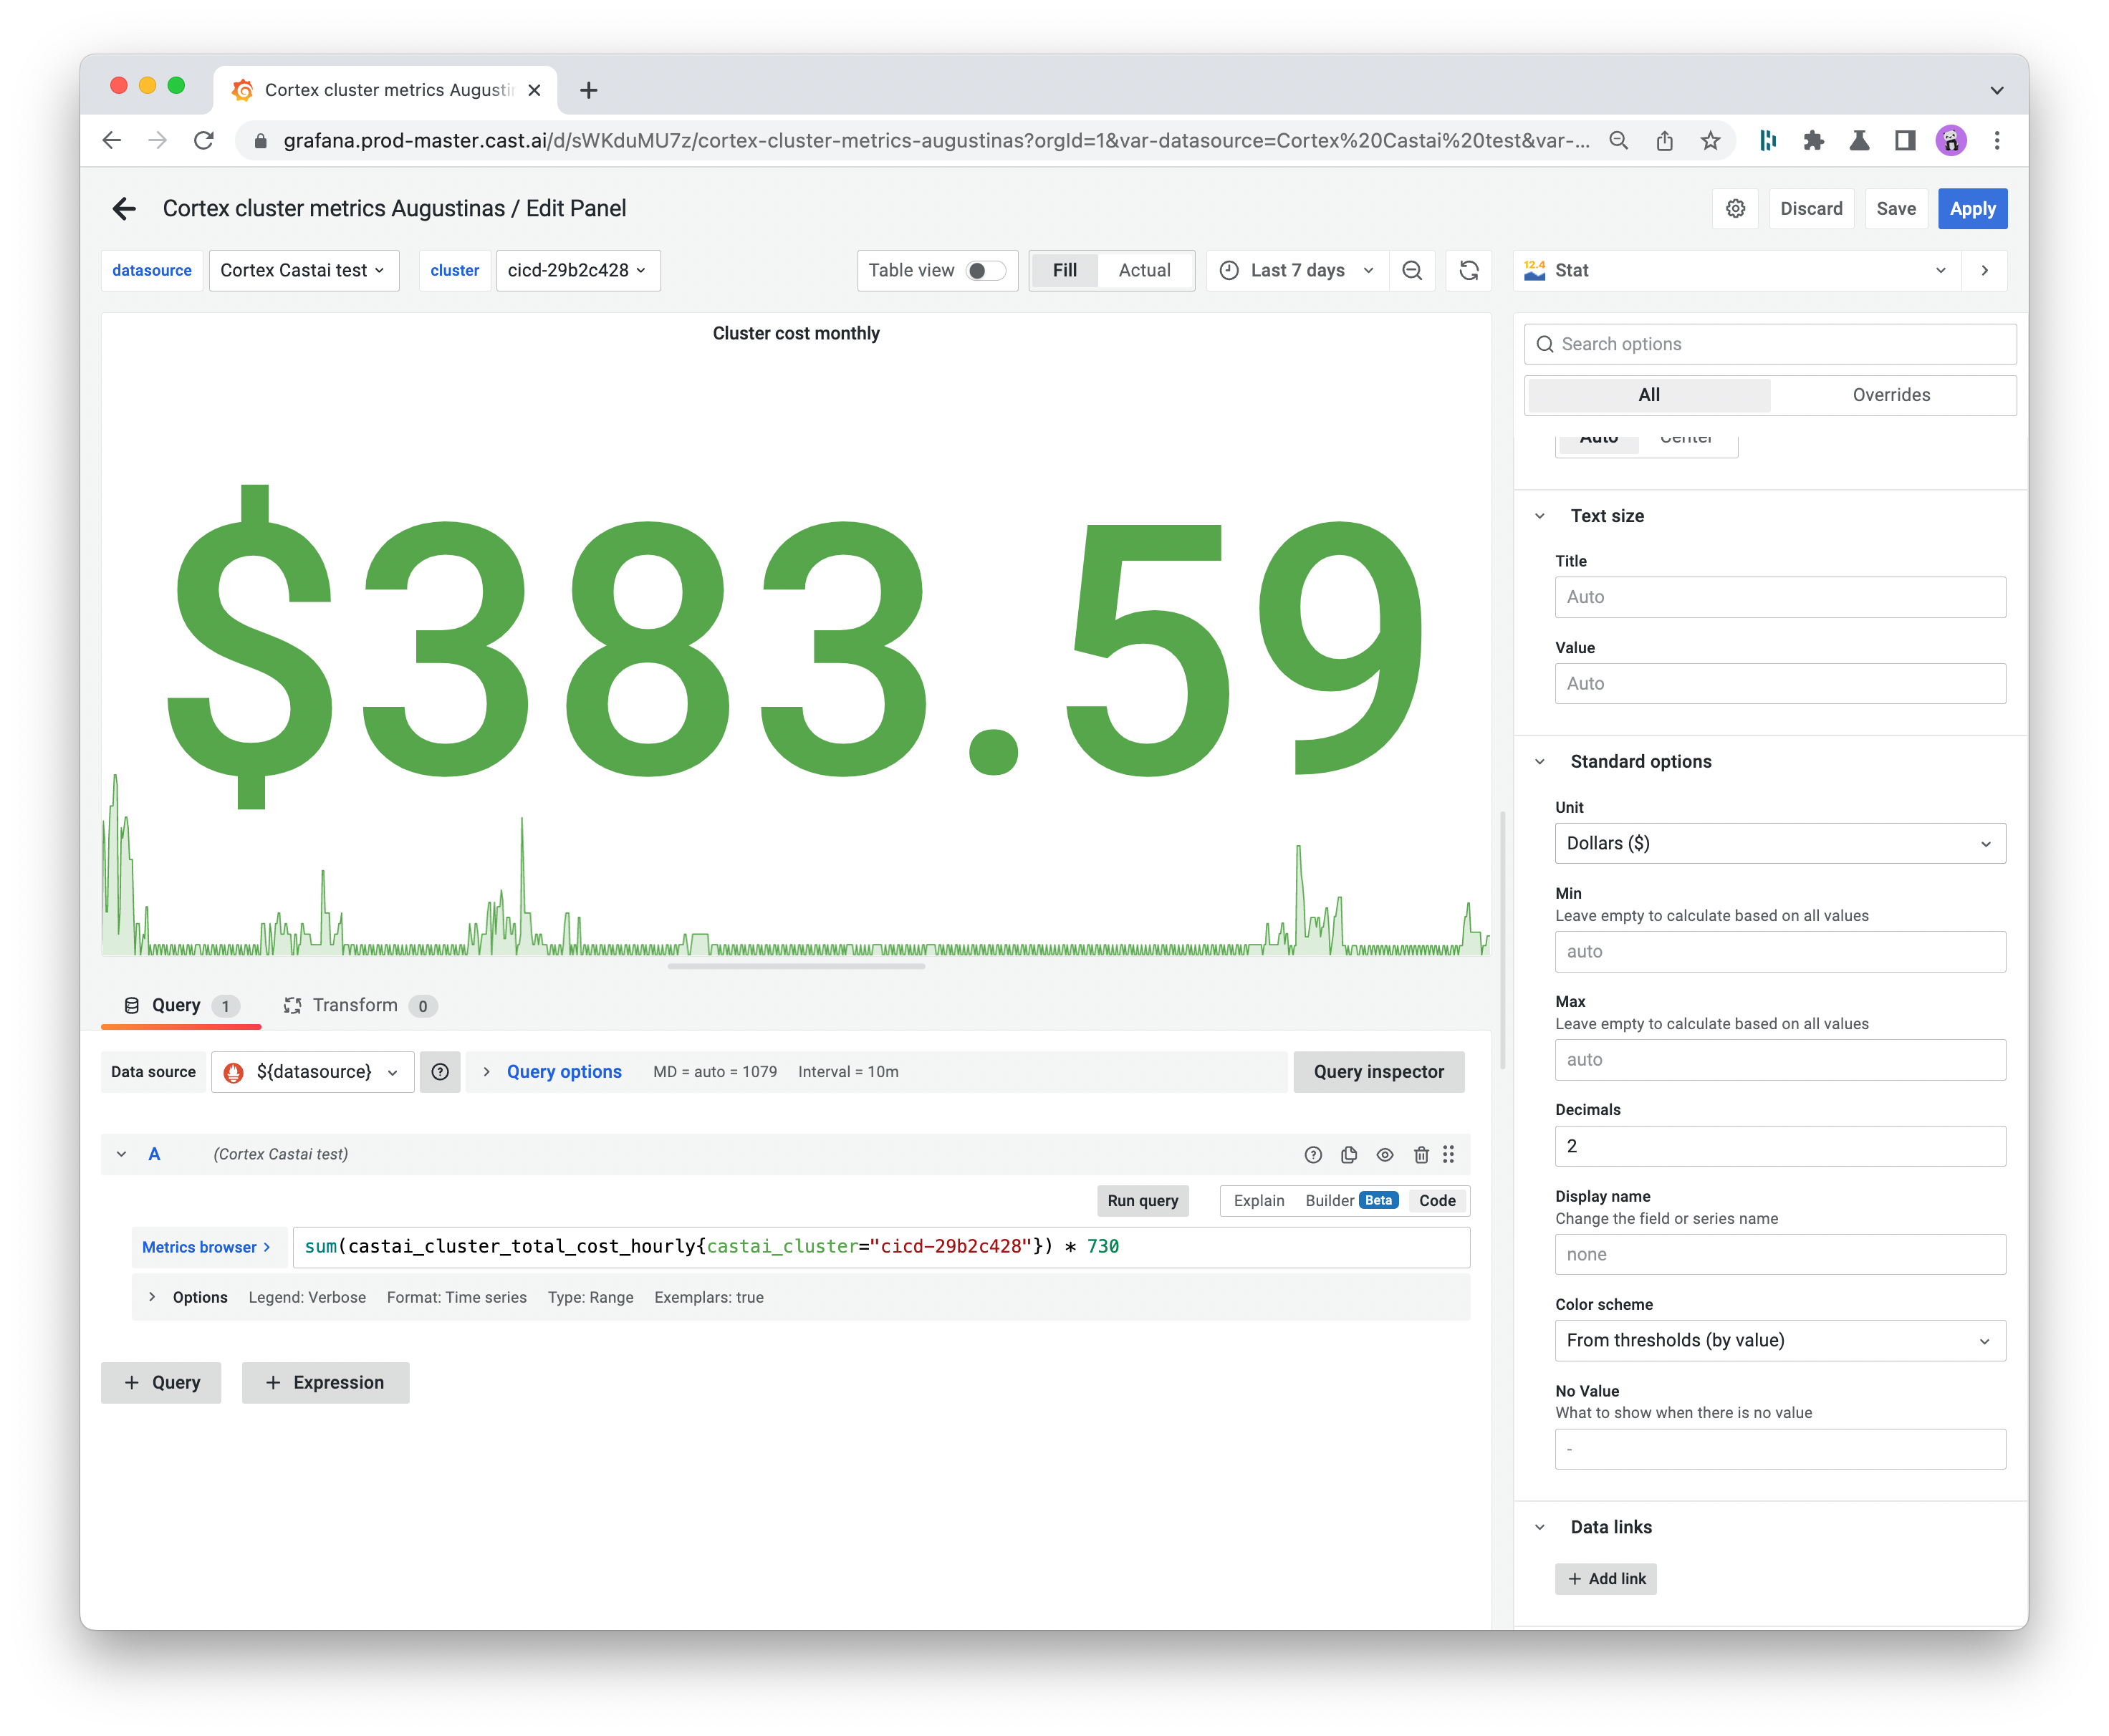 Cortex cluster metrics Augustin
grafana.prod-master.cast.ai/d/sWKduMU7z/cortex-cluster-metrics-augustinas?orgId=1&var-datasource=Cortex%20Castai%20test&var-...
Cortex cluster metrics Augustinas / Edit Panel
Discard
Save
Apply
datasource
Cortex Castai test
cluster
cicd-29b2c428
Table view
Fill
Actual
Last 7 days
12.4
Stat
Cluster cost monthly
$383.59
Search options
All
Overrides
Auto
Center
Text size
Title
Auto
Value
Auto
Standard options
Unit
Dollars ($)
Min
Leave empty to calculate based on all values
auto
Max
Leave empty to calculate based on all values
auto
Decimals
2
Display name
Change the field or series name
none
Color scheme
From thresholds (by value)
No Value
What to show when there is no value
-
Data links
+ Add link
Query 1
Transform 0
Data source
${datasource}
Query options
MD = auto = 1079
Interval = 10m
Query inspector
A
(Cortex Castai test)
Run query
Explain
Builder Beta
Code
Metrics browser >
sum(castai_cluster_total_cost_hourly{castai_cluster="cicd-29b2c428"}) * 730
Options
Legend: Verbose
Format: Time series
Type: Range
Exemplars: true
+ Query
+ Expression